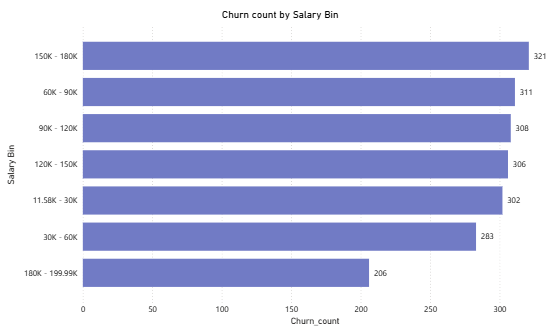 Churn count by Salary Bin
Salary Bin
150K - 180K 321
60K - 90K 311
90K - 120K 308
120K - 150K 306
11.58K - 30K 302
30K - 60K 283
180K - 199.99K 206
0 50 100 150 200 250 300
Churn_count